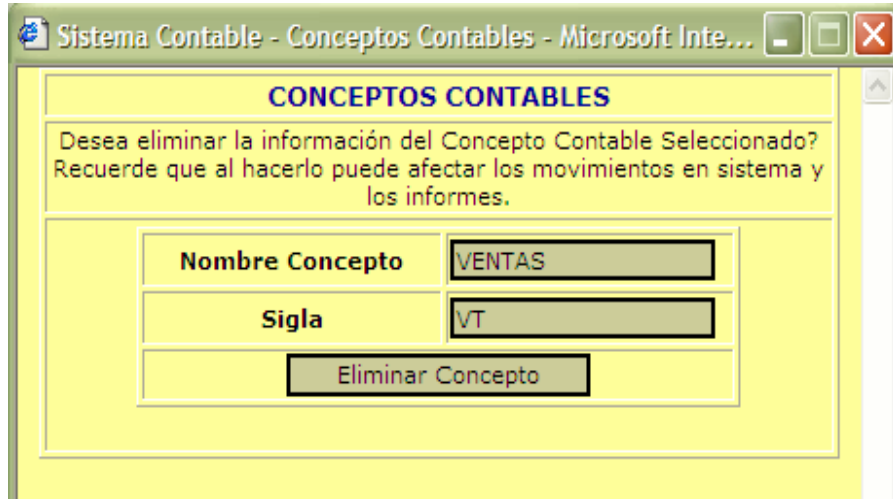 Sistema Contable - Conceptos Contables - Microsoft Inte...
CONCEPTOS CONTABLES
Desea eliminar la información del Concepto Contable Seleccionado?
Recuerde que al hacerlo puede afectar los movimientos en sistema y
los informes.
Nombre Concepto VENTAS
Sigla VT
Eliminar Concepto